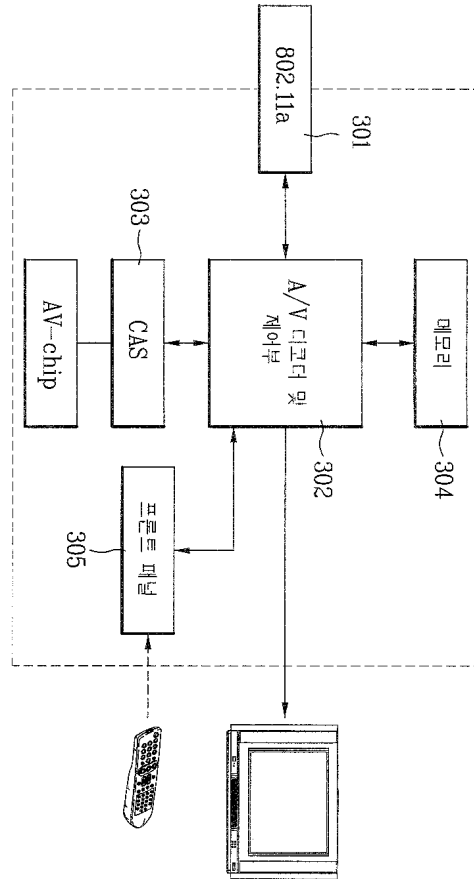 802.11a
301
303
CAS
AV-chip
A/V 디코더 및
제어부
302
메모리
304
프론트 패널
305